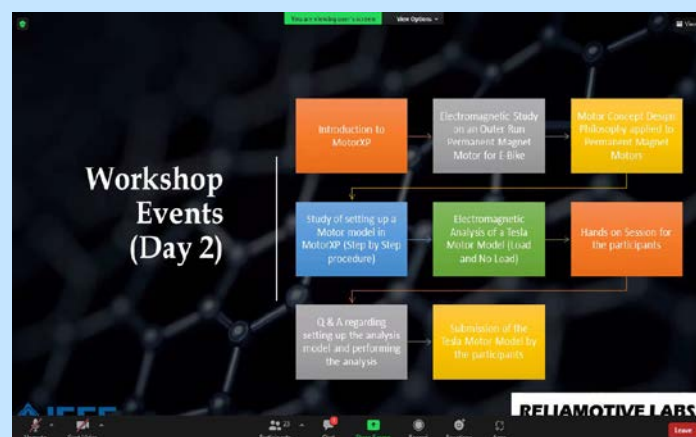 You are viewing user's screen
View Options
View
Workshop
Events
(Day 2)
Introduction to
MotorXP
Electromagnetic Study
on an Outer Run
Permanent Magnet
Motor for E-Bike
Motor Concept Design
Philosophy applied to
Permanent Magnet
Motors
Study of setting up a
Motor model in
MotorXP (Step by Step
procedure)
Electromagnetic
Analysis of a Tesla
Motor Model (Load
and No Load)
Hands on Session for
the participants
Q & A regarding
setting up the analysis
model and performing
the analysis
Submission of the
Tesla Motor Model by
the participants
IEEE
RELIAMOTIVE LABS
23
Leave